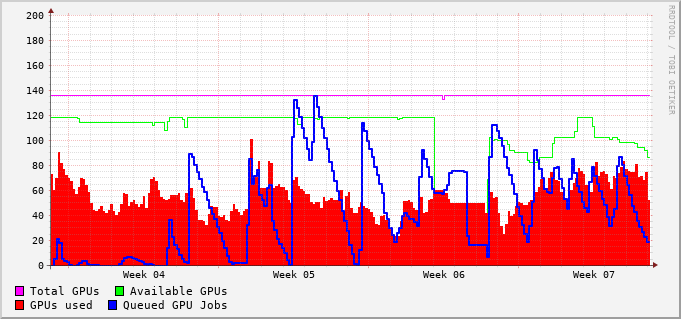 200
180
160
140
120
100
80
60
40
20
0
Week 04 Week 05 Week 06 Week 07
Total GPUs Available GPUs
GPUs used Queued GPU Jobs
RRDTOOL / TOBI OETIKER